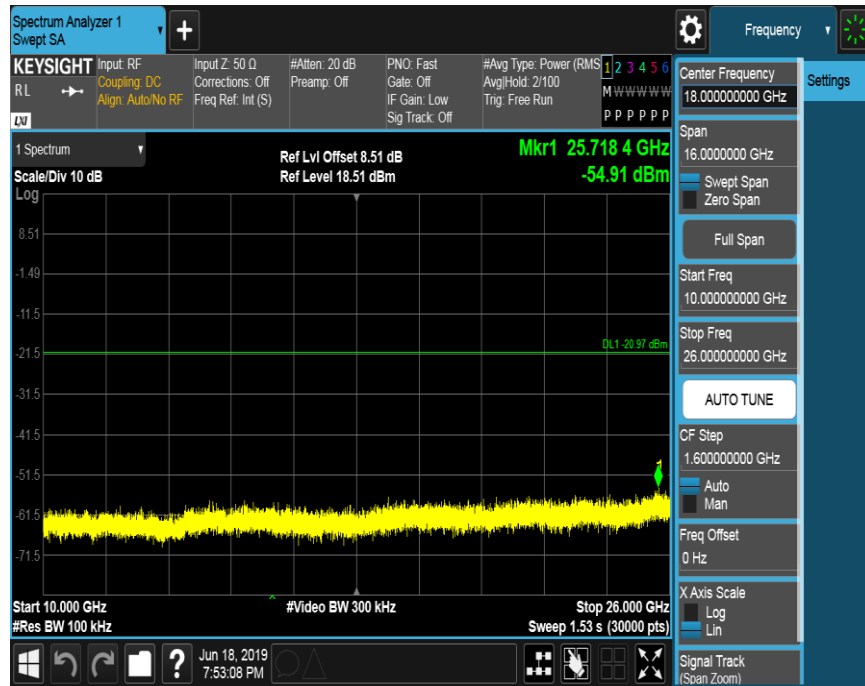 Spectrum Analyzer 1
Swept SA
+
Frequency
KEYSIGHT
RL
LXI
Input: RF
Coupling: DC
Align: Auto/No RF
Input Z: 50 Ω
Corrections: Off
Freq Ref: Int (S)
#Atten: 20 dB
Preamp: Off
PNO: Fast
Gate: Off
IF Gain: Low
Sig Track: Off
#Avg Type: Power (RMS
Avg|Hold: 2/100
Trig: Free Run
1 2 3 4 5 6
M W W W W W
P P P P P P
Center Frequency
18.000000000 GHz
Settings
Span
16.0000000 GHz
Swept Span
Zero Span
Full Span
Start Freq
10.000000000 GHz
Stop Freq
26.000000000 GHz
AUTO TUNE
CF Step
1.600000000 GHz
Auto
Man
Freq Offset
0 Hz
X Axis Scale
Log
Lin
Signal Track
(Span Zoom)
1 Spectrum
Scale/Div 10 dB
Log
Ref Lvl Offset 8.51 dB
Ref Level 18.51 dBm
Mkr1 25.718 4 GHz
-54.91 dBm
8.51
-1.49
-11.5
-21.5
DL1 -20.97 dBm
-31.5
-41.5
-51.5
1
-61.5
-71.5
Start 10.000 GHz
#Video BW 300 kHz
Stop 26.000 GHz
#Res BW 100 kHz
Sweep 1.53 s (30000 pts)
?
Jun 18, 2019
7:53:08 PM